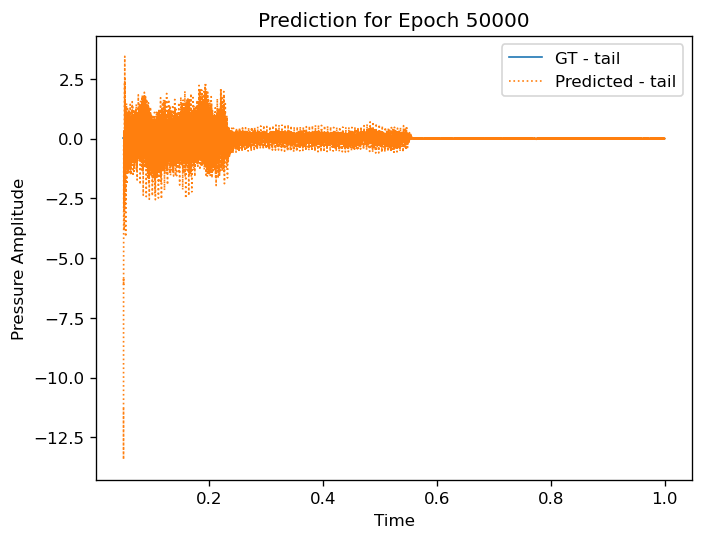 Prediction for Epoch 50000
GT - tail
Predicted - tail
2.5
0.0
−2.5
−5.0
−7.5
−10.0
−12.5
Pressure Amplitude
0.2
0.4
0.6
0.8
1.0
Time